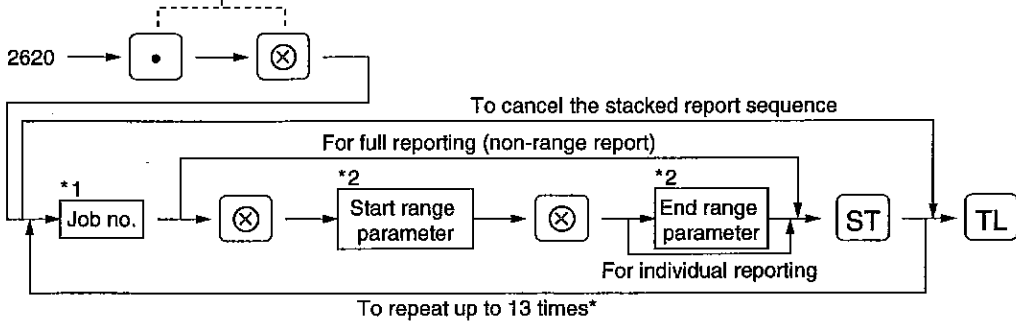 2620 • ⊗
To cancel the stacked report sequence
For full reporting (non-range report)
*1 *2 *2
Job no. ⊗ Start range parameter ⊗ End range parameter ST TL
For individual reporting
To repeat up to 13 times*